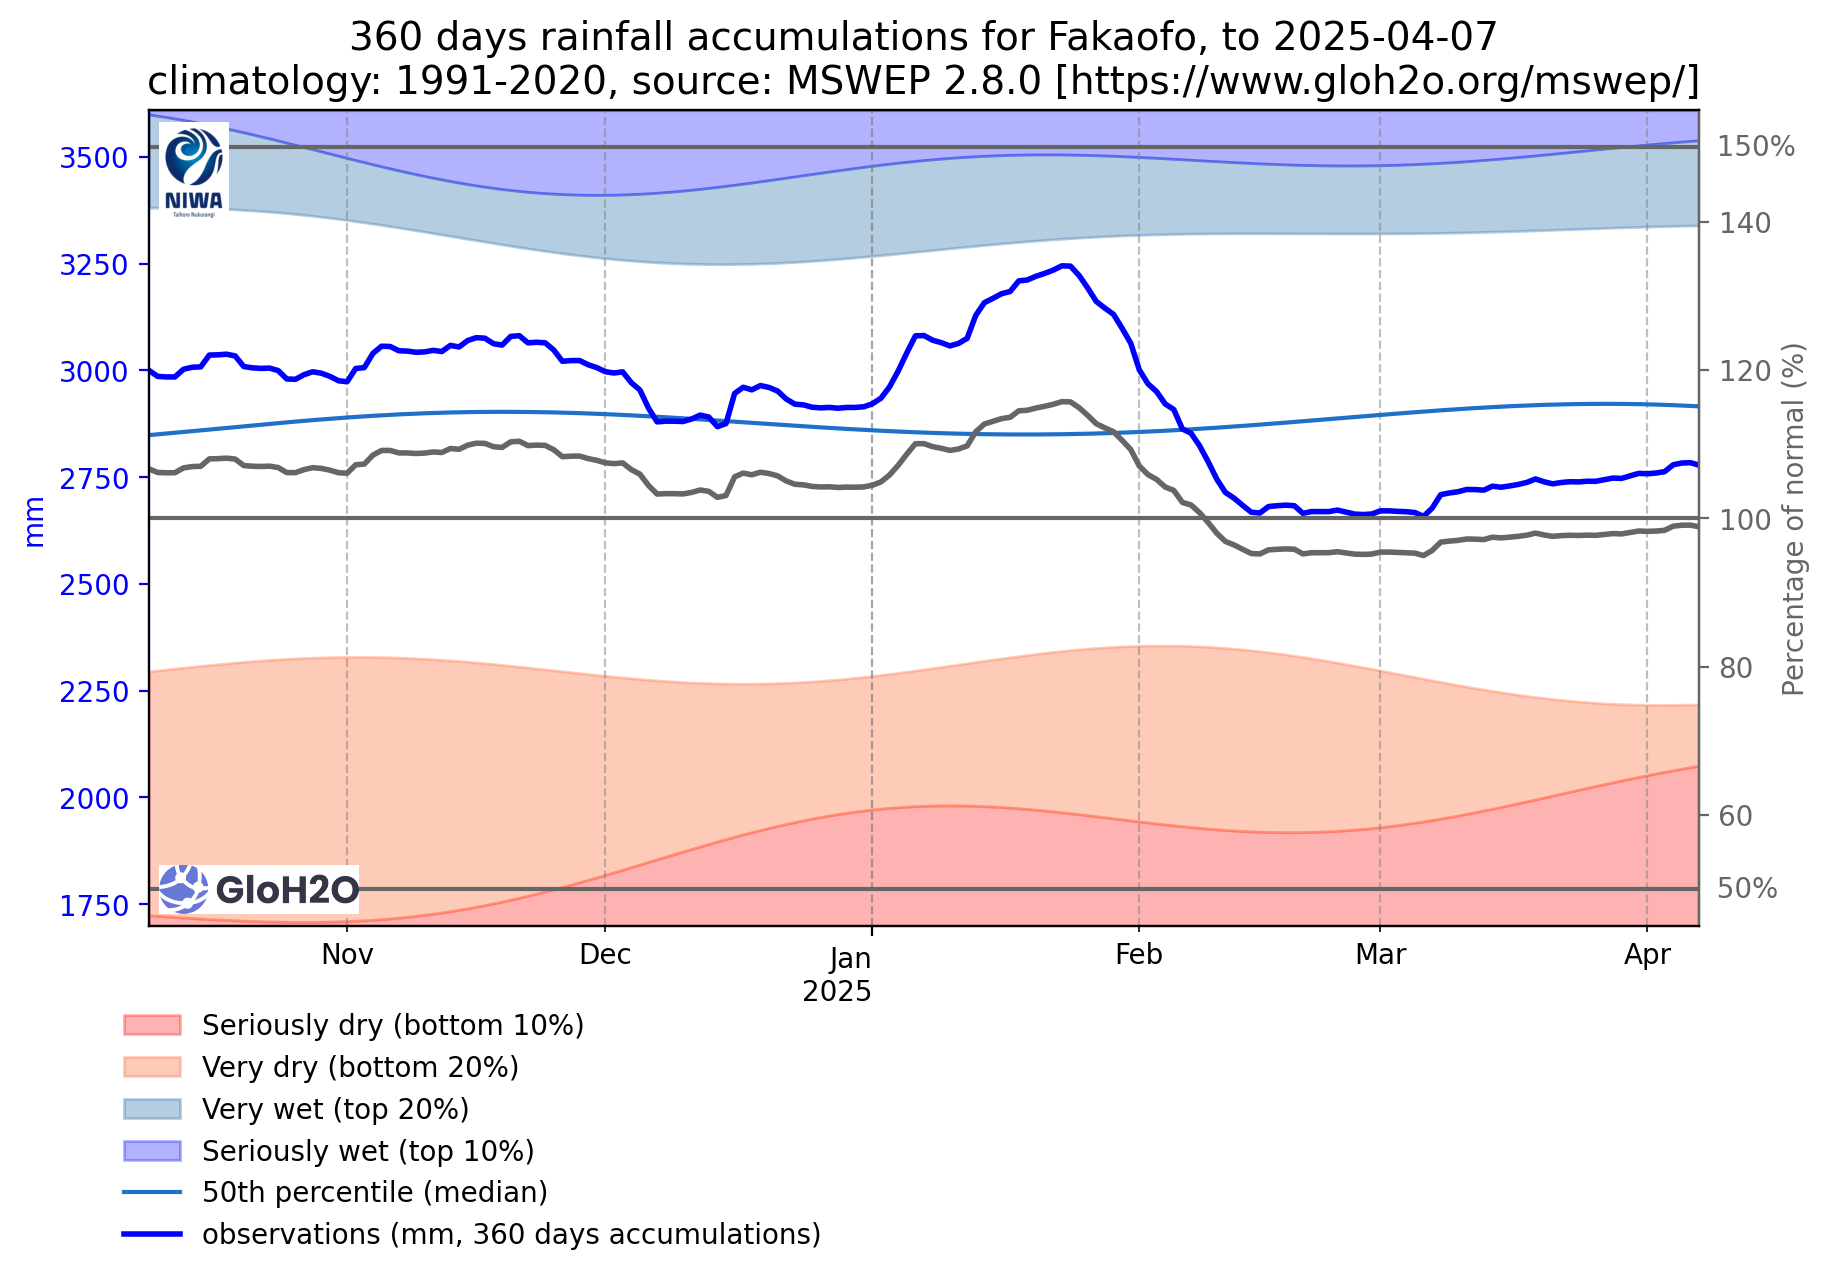 360 days rainfall accumulations for Fakaofo, to 2025-04-07
climatology: 1991-2020, source: MSWEP 2.8.0 [https://www.gloh2o.org/mswep/]
3500
3250
3000
2750
2500
2250
2000
1750
mm
150%
140
120
100
80
60
50%
Percentage of normal (%)
NIWA
Taihoro Nukurangi
GloH2O
Nov
Dec
Jan
2025
Feb
Mar
Apr
Seriously dry (bottom 10%)
Very dry (bottom 20%)
Very wet (top 20%)
Seriously wet (top 10%)
50th percentile (median)
observations (mm, 360 days accumulations)